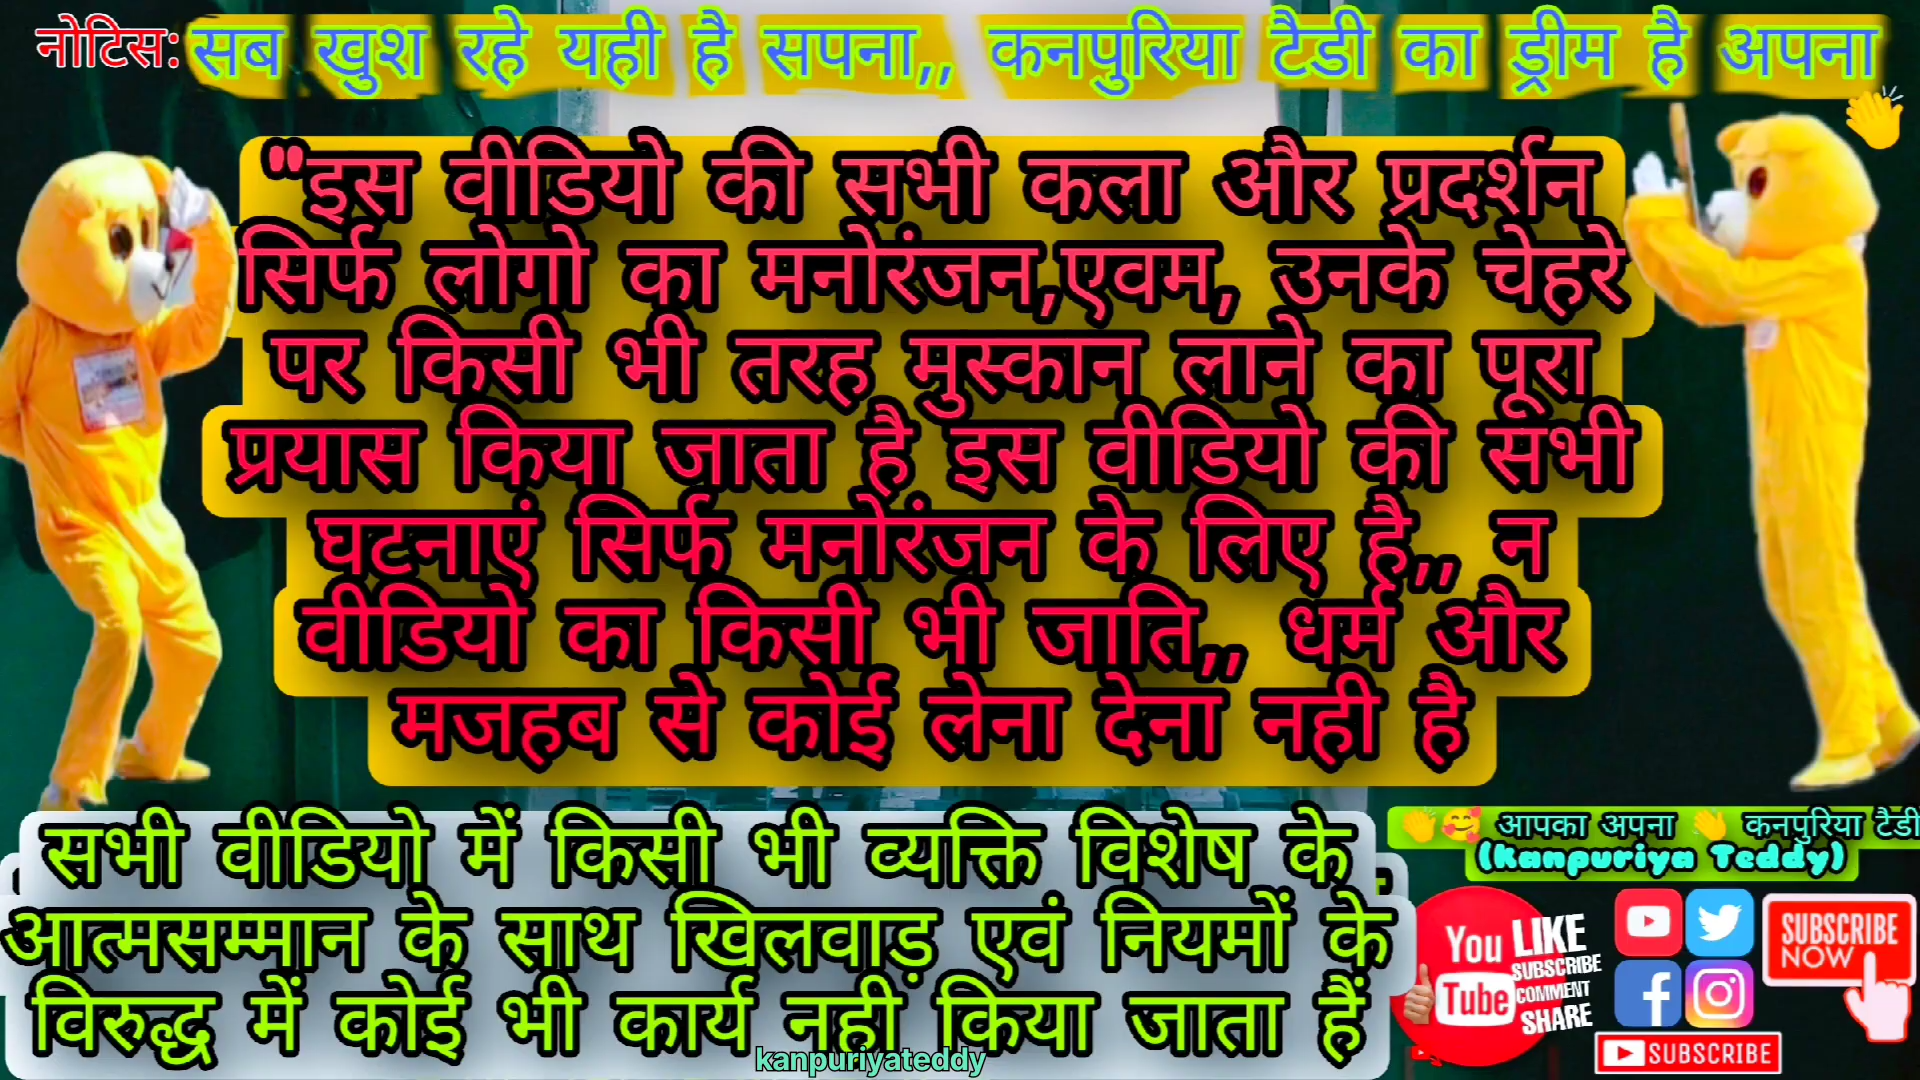 नोटिस: सब खुश रहे यही है सपना,, कनपुरिया टैडी का ड्रीम है अपना
"इस वीडियो की सभी कला और प्रदर्शन
सिर्फ लोगो का मनोरंजन,एवम, उनके चेहरे
पर किसी भी तरह मुस्कान लाने का पूरा
प्रयास किया जाता है इस वीडियो की सभी
घटनाएं सिर्फ मनोरंजन के लिए है,, न
वीडियो का किसी भी जाति,, धर्म और
मजहब से कोई लेना देना नही है
सभी वीडियो में किसी भी व्यक्ति विशेष के
आत्मसम्मान के साथ खिलवाड़ एवं नियमों के
विरुद्ध में कोई भी कार्य नही किया जाता हैं
kanpuriyateddy
आपका अपना कनपुरिया टैडी
(Kanpuriya Teddy)
You Tube
LIKE
SUBSCRIBE
COMMENT
SHARE
SUBSCRIBE
NOW
SUBSCRIBE